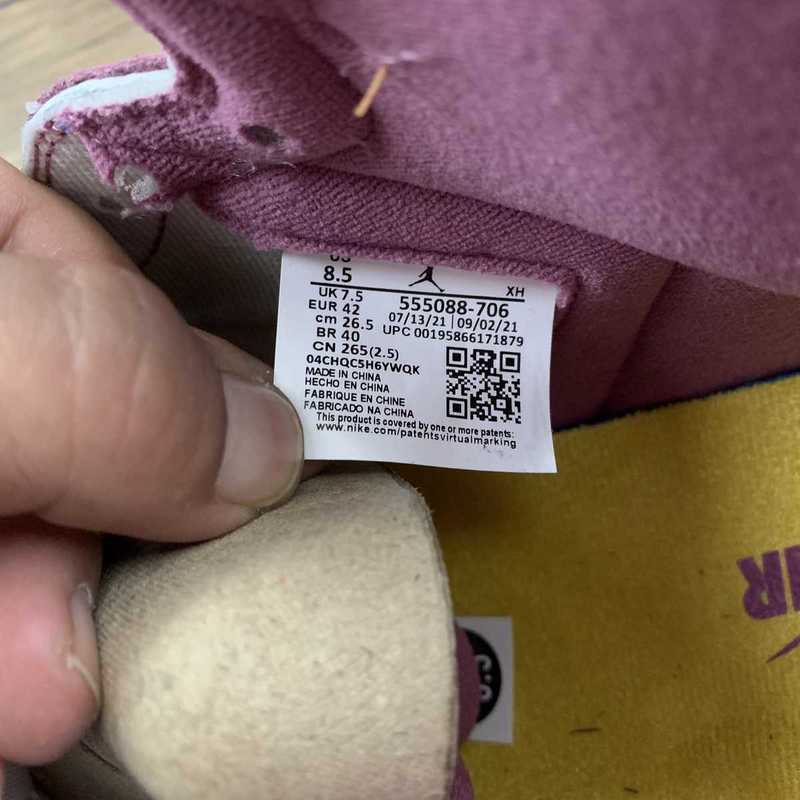 US
8.5
XH
UK 7.5
555088-706
EUR 42
07/13/21 | 09/02/21
cm 26.5
UPC 00195866171879
BR 40
CN 265(2.5)
04CHQC5H6YWQK
MADE IN CHINA
HECHO EN CHINA
FABRIQUE EN CHINE
FABRICADO NA CHINA
This product is covered by one or more patents:
www.nike.com/patentsvirtualmarking